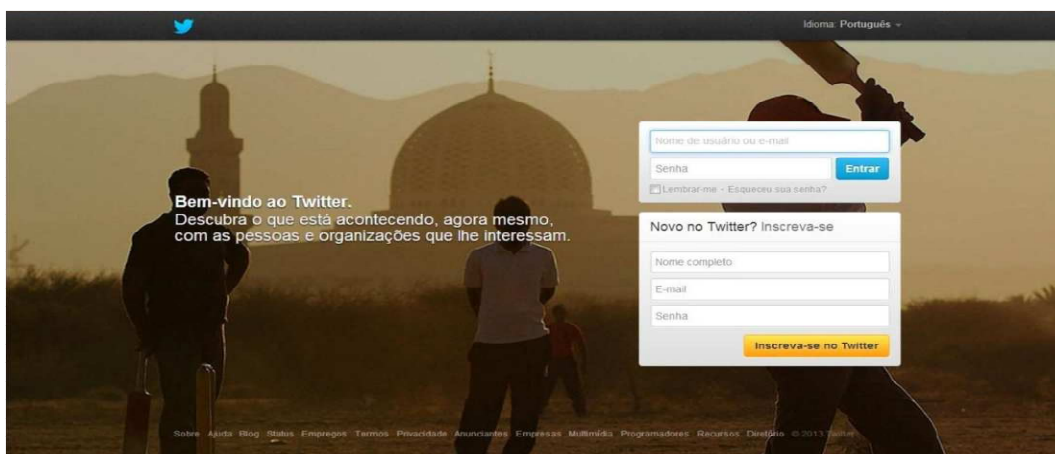 Idioma: Português
Bem-vindo ao Twitter.
Descubra o que está acontecendo, agora mesmo,
com as pessoas e organizações que lhe interessam.
Nome de usuário ou e-mail
Senha
Entrar
Lembrar-me - Esqueceu sua senha?
Novo no Twitter? Inscreva-se
Nome completo
E-mail
Senha
Inscreva-se no Twitter
Sobre Ajuda Blog Status Empregos Termos Privacidade Anunciantes Empresas Multimídia Programadores Recursos Diretório © 2013 Twitter